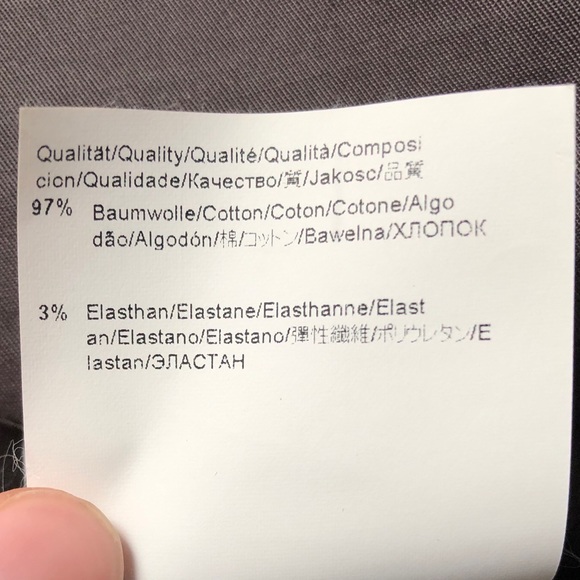 Qualität/Quality/Qualité/Qualità/Composi
cion/Qualidade/Качество/質/Jakosc/品質
97% Baumwolle/Cotton/Coton/Cotone/Algo
dão/Algodón/棉/コットン/Bawelna/ХЛОПОК
3% Elasthan/Elastane/Elasthanne/Elast
an/Elastano/Elastano/彈性纖維/ポリウレタン/E
lastan/ЭЛАСТАН